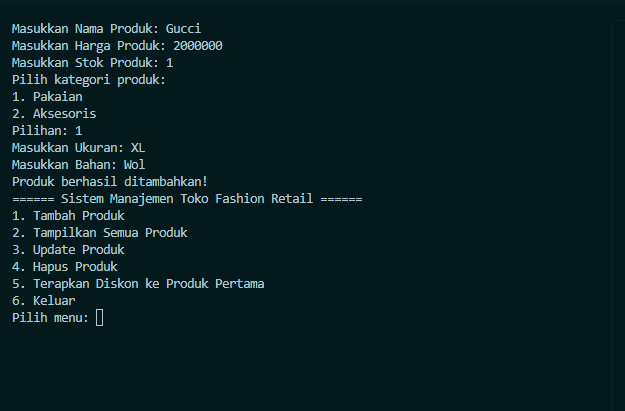 Masukkan Nama Produk: Gucci
Masukkan Harga Produk: 2000000
Masukkan Stok Produk: 1
Pilih kategori produk:
1. Pakaian
2. Aksesoris
Pilihan: 1
Masukkan Ukuran: XL
Masukkan Bahan: Wol
Produk berhasil ditambahkan!
====== Sistem Manajemen Toko Fashion Retail ======
1. Tambah Produk
2. Tampilkan Semua Produk
3. Update Produk
4. Hapus Produk
5. Terapkan Diskon ke Produk Pertama
6. Keluar
Pilih menu: